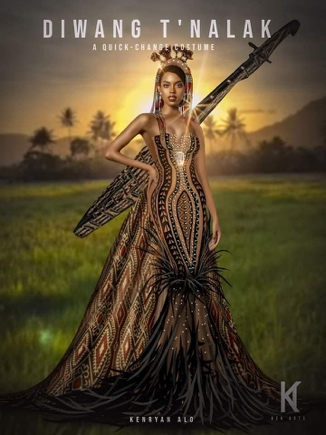 DIWANG T'NALAK
A QUICK-CHANGE COSTUME
KENRYAN ALO
KEN ARTS